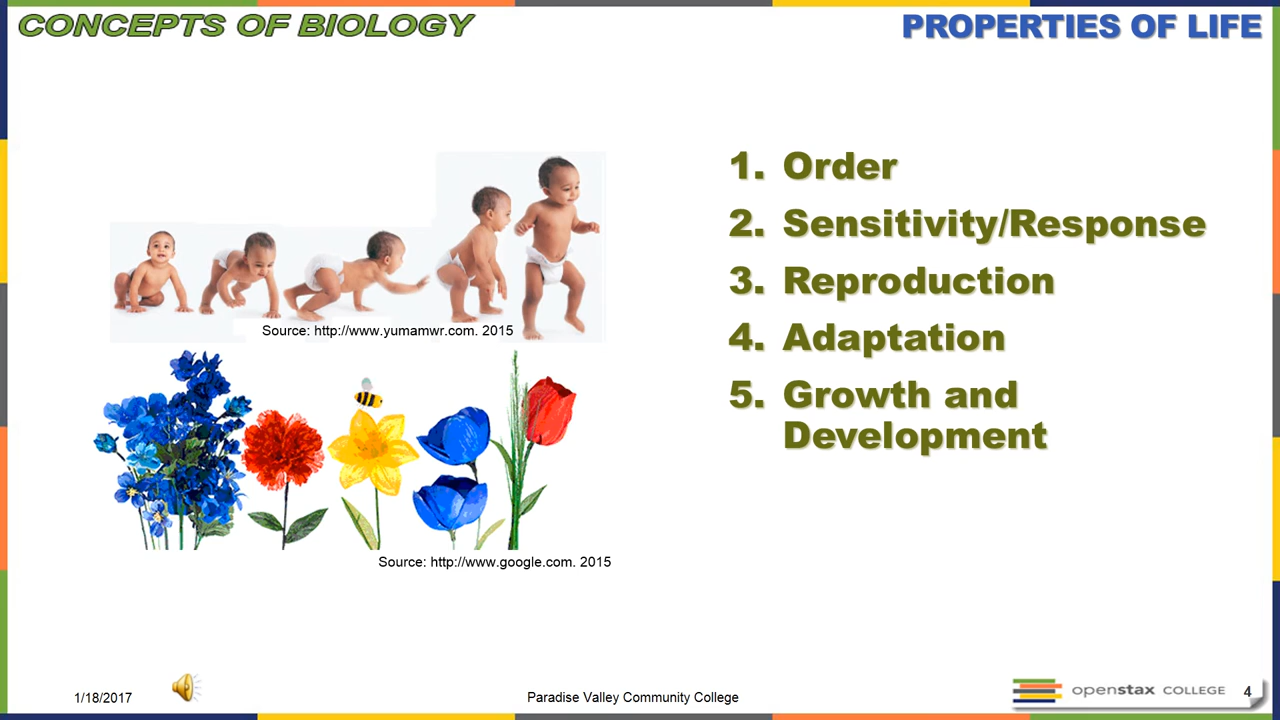 CONCEPTS OF BIOLOGY
PROPERTIES OF LIFE
1. Order
2. Sensitivity/Response
3. Reproduction
4. Adaptation
5. Growth and
Development
Source: http://www.yumamwr.com. 2015
Source: http://www.google.com. 2015
1/18/2017
Paradise Valley Community College
openstax COLLEGE
4